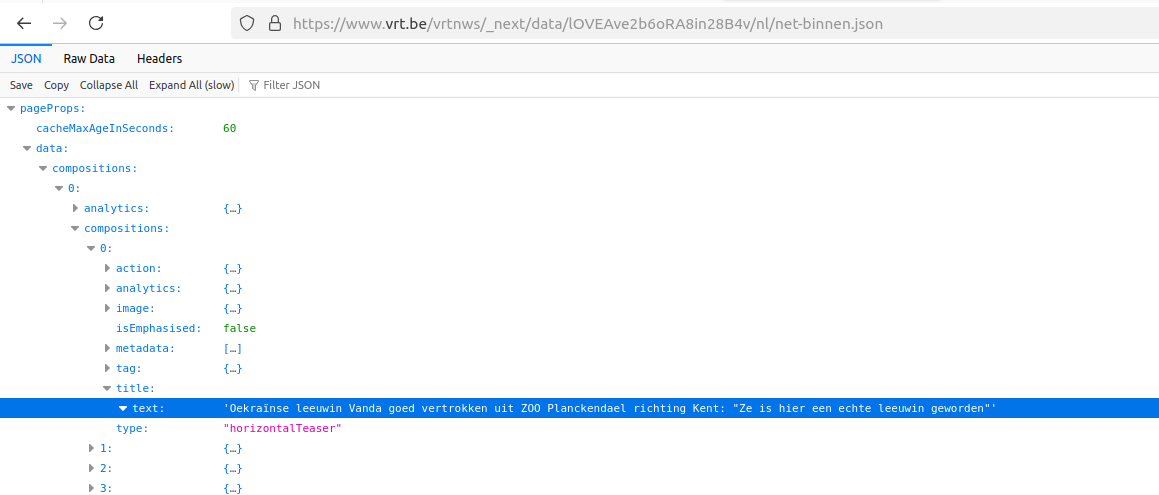 https://www.vrt.be/vrtnws/_next/data/lOVEAve2b6oRA8in28B4v/nl/net-binnen.json
JSON Raw Data Headers
Save Copy Collapse All Expand All (slow) Filter JSON
pageProps:
cacheMaxAgeInSeconds: 60
data:
compositions:
0:
analytics: {…}
compositions:
0:
action: {…}
analytics: {…}
image: {…}
isEmphasised: false
metadata: […]
tag: {…}
title:
text: 'Oekraïnse leeuwin Vanda goed vertrokken uit ZOO Planckendael richting Kent: "Ze is hier een echte leeuwin geworden"'
type: "horizontalTeaser"
1: {…}
2: {…}
3: {…}